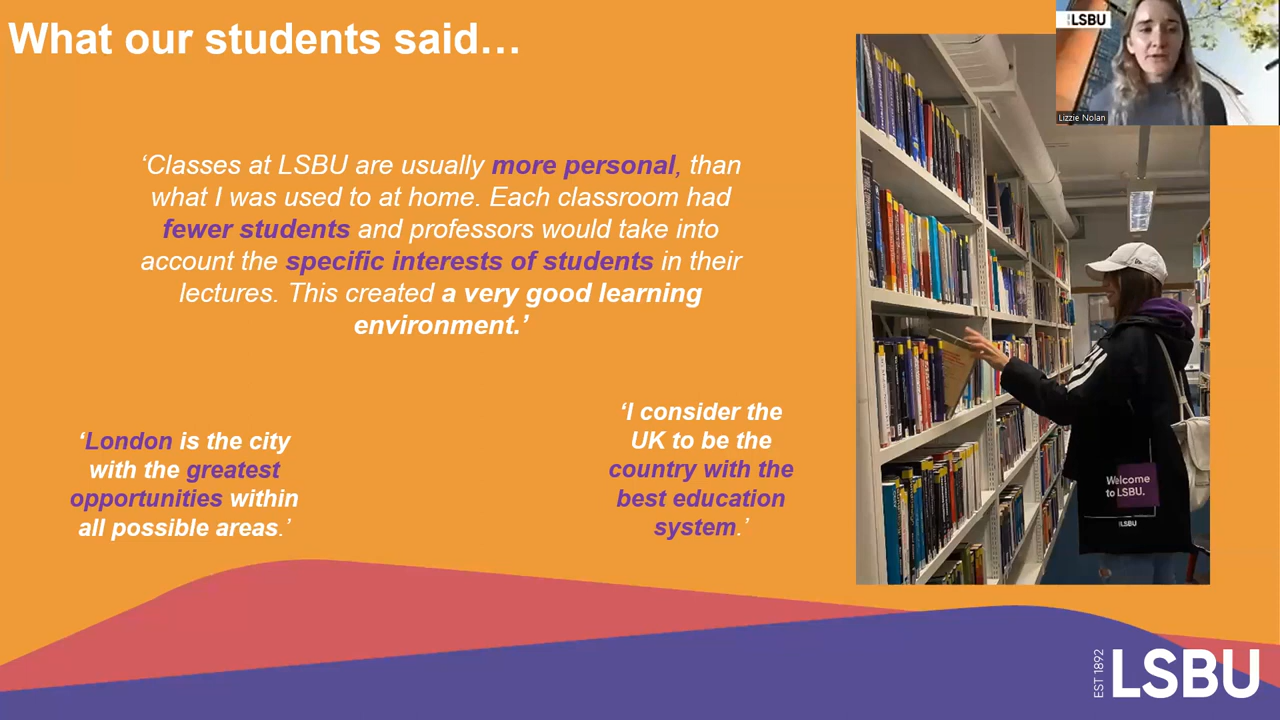 What our students said…
LSBU
Lizzie Nolan
‘Classes at LSBU are usually more personal, than
what I was used to at home. Each classroom had
fewer students and professors would take into
account the specific interests of students in their
lectures. This created a very good learning
environment.’
‘London is the city
with the greatest
opportunities within
all possible areas.’
‘I consider the
UK to be the
country with the
best education
system.’
Welcome
to LSBU.
LSBU
EST 1892
LSBU